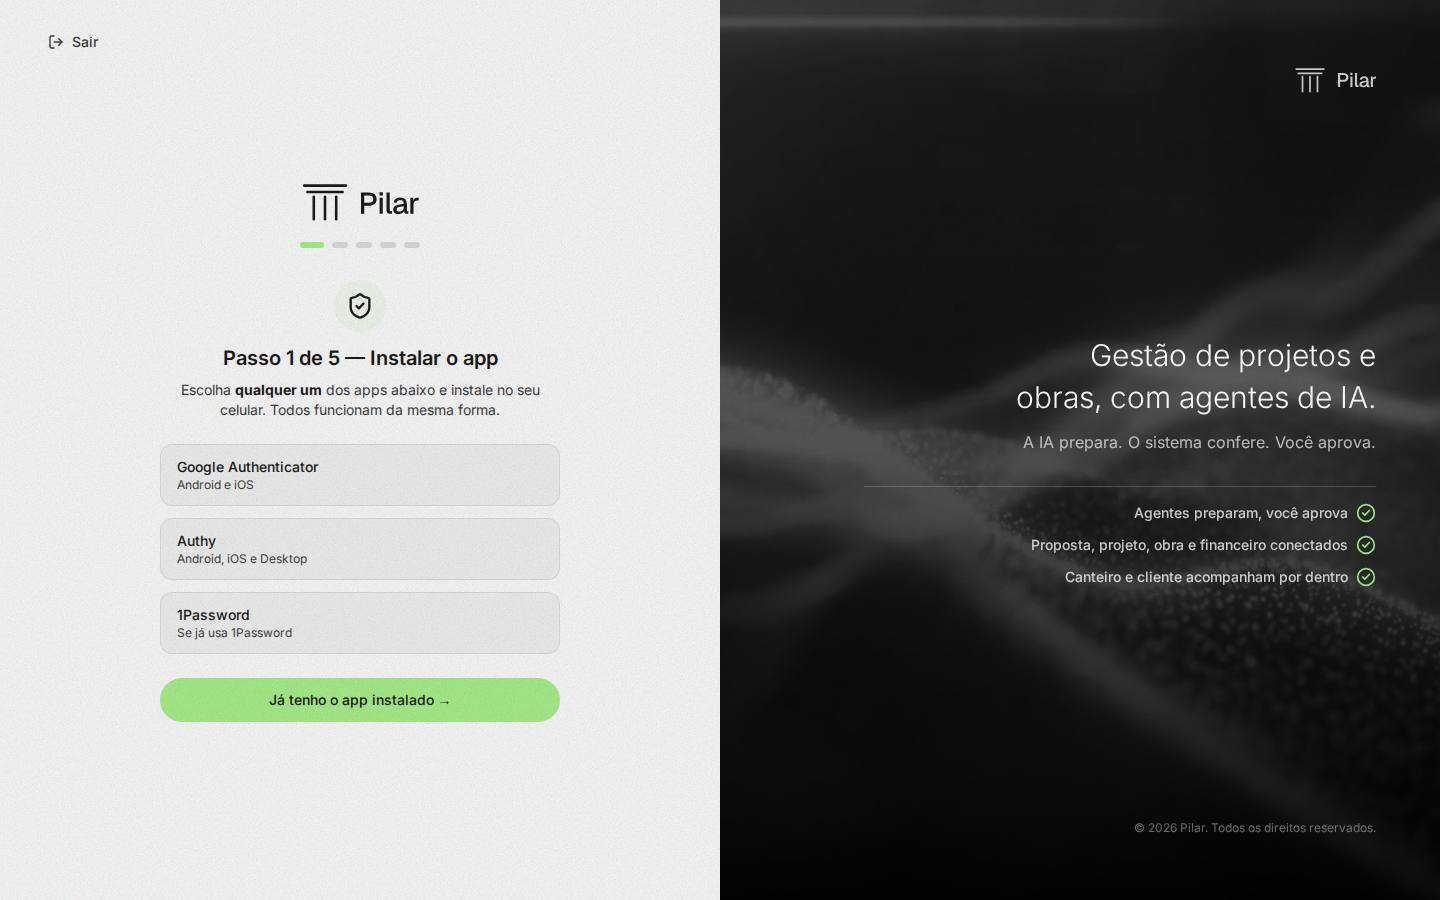 Sair
Pilar
Passo 1 de 5 — Instalar o app
Escolha qualquer um dos apps abaixo e instale no seu
celular. Todos funcionam da mesma forma.
Google Authenticator
Android e iOS
Authy
Android, iOS e Desktop
1Password
Se já usa 1Password
Já tenho o app instalado →
Pilar
Gestão de projetos e
obras, com agentes de IA.
A IA prepara. O sistema confere. Você aprova.
Agentes preparam, você aprova
Proposta, projeto, obra e financeiro conectados
Canteiro e cliente acompanham por dentro
© 2026 Pilar. Todos os direitos reservados.